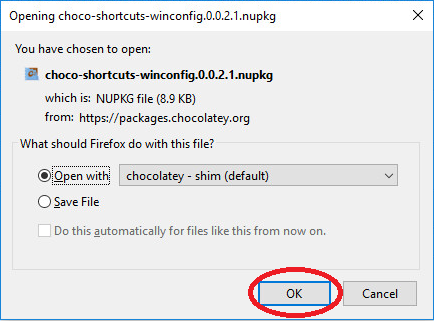 Opening choco-shortcuts-winconfig.0.0.2.1.nupkg
You have chosen to open:
choco-shortcuts-winconfig.0.0.2.1.nupkg
which is: NUPKG file (8.9 KB)
from: https://packages.chocolatey.org
What should Firefox do with this file?
Open with chocolatey - shim (default)
Save File
Do this automatically for files like this from now on.
OK Cancel